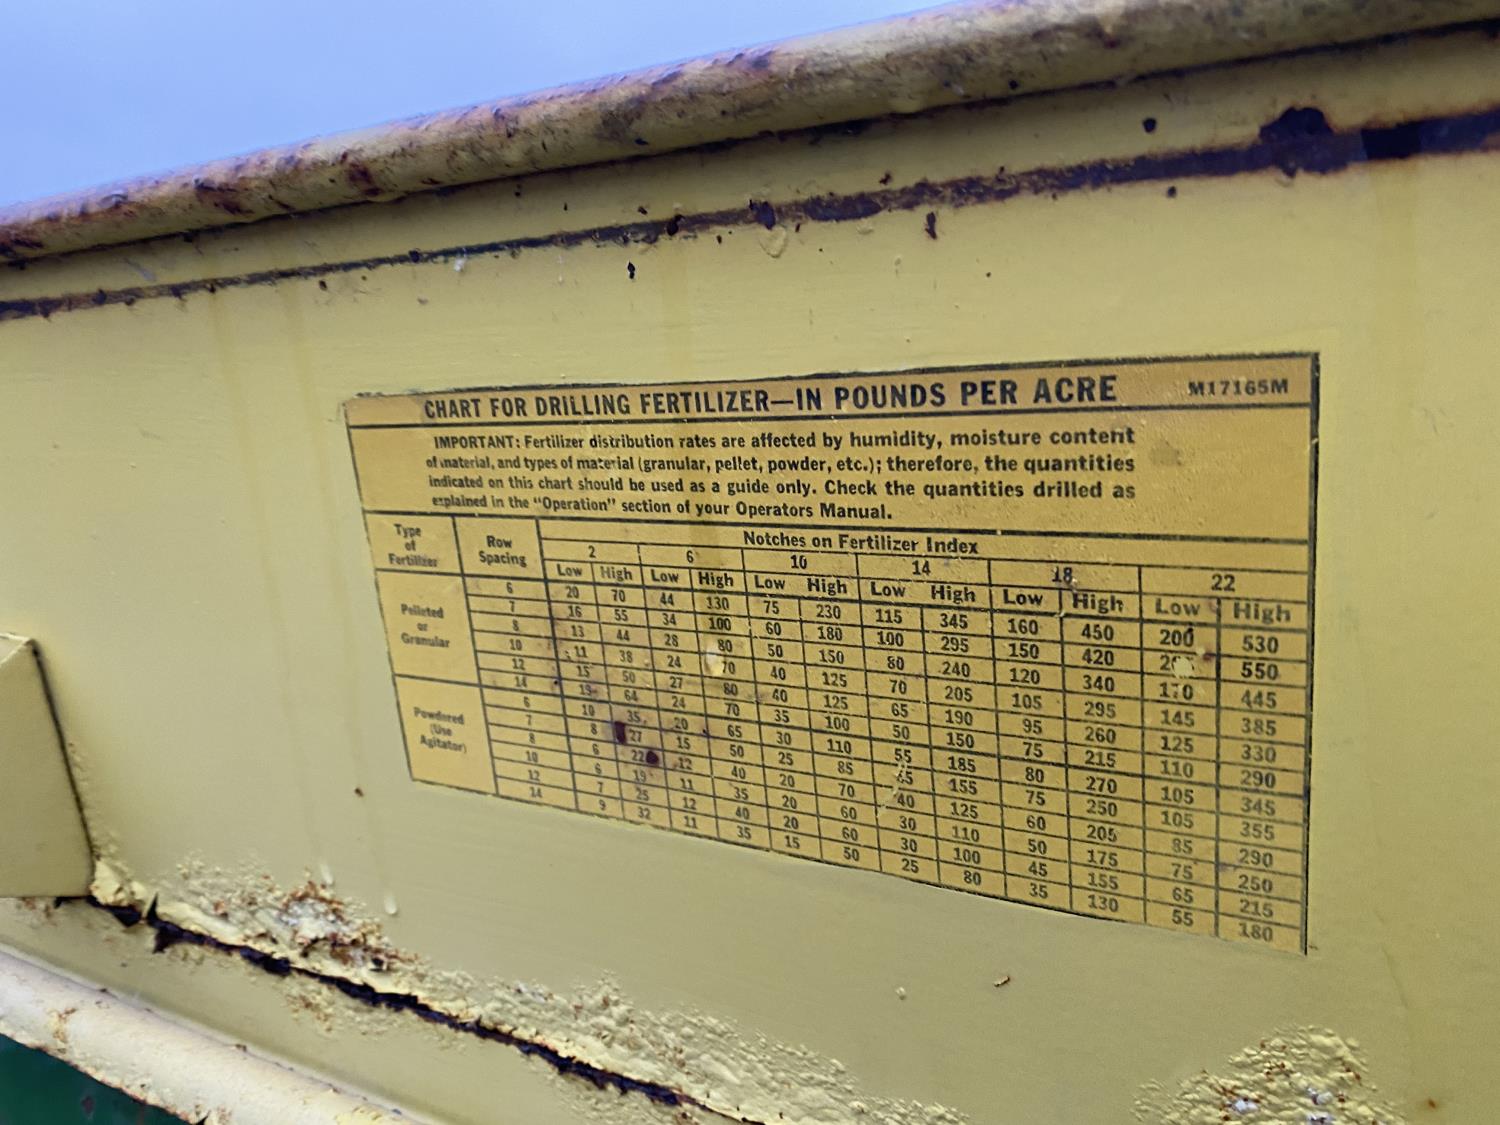 CHART FOR DRILLING FERTILIZER—IN POUNDS PER ACRE M17165M
IMPORTANT: Fertilizer distribution rates are affected by humidity, moisture content
of material, and types of material (granular, pellet, powder, etc.); therefore, the quantities
indicated on this chart should be used as a guide only. Check the quantities drilled as
explained in the "Operation" section of your Operators Manual.
Type of Fertilizer Row Spacing Notches on Fertilizer Index
2 6 10 14 18 22
Low High Low High Low High Low High Low High Low High
Pelleted or Granular
6 20 70 44 130 75 230 115 345 160 450 200 530
7 16 55 34 100 60 180 100 295 150 420 550
8 13 44 28 80 50 150 80 240 120 340 170 445
10 11 38 24 70 40 125 70 205 105 295 145 385
12 15 50 27 80 40 125 65 190 95 260 125 330
14 19 64 24 70 35 100 50 150 75 215 110 290
Powdered (Use Agitator)
6 10 35 20 65 30 110 55 185 80 270 105 345
7 8 27 15 50 25 85 45 155 75 250 105 355
8 6 22 12 40 20 70 40 125 60 205 85 290
10 6 19 11 35 20 60 30 110 50 175 75 250
12 7 25 12 40 20 60 30 100 45 155 65 215
14 9 32 11 35 15 50 25 80 35 130 55 180